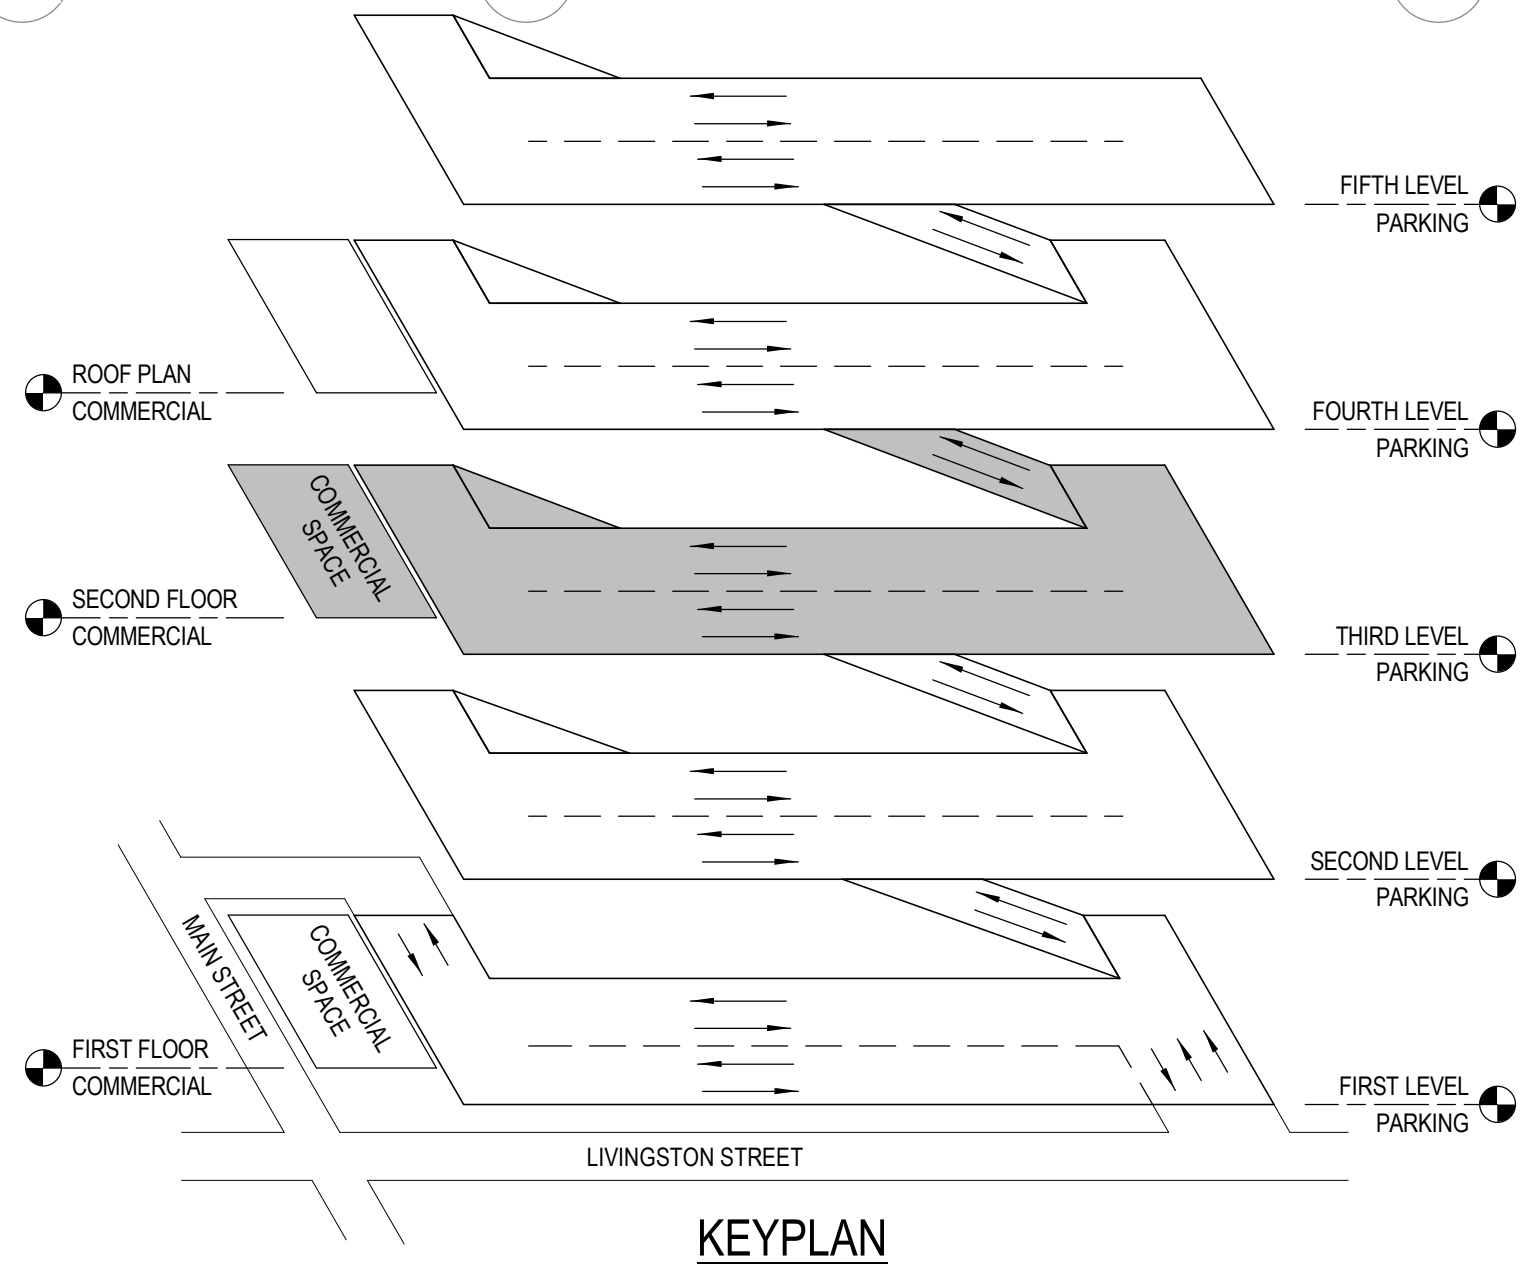 FIFTH LEVEL
PARKING
ROOF PLAN
COMMERCIAL
FOURTH LEVEL
PARKING
COMMERCIAL
SPACE
SECOND FLOOR
COMMERCIAL
THIRD LEVEL
PARKING
SECOND LEVEL
PARKING
MAIN STREET
COMMERCIAL
SPACE
FIRST FLOOR
COMMERCIAL
FIRST LEVEL
PARKING
LIVINGSTON STREET
KEYPLAN